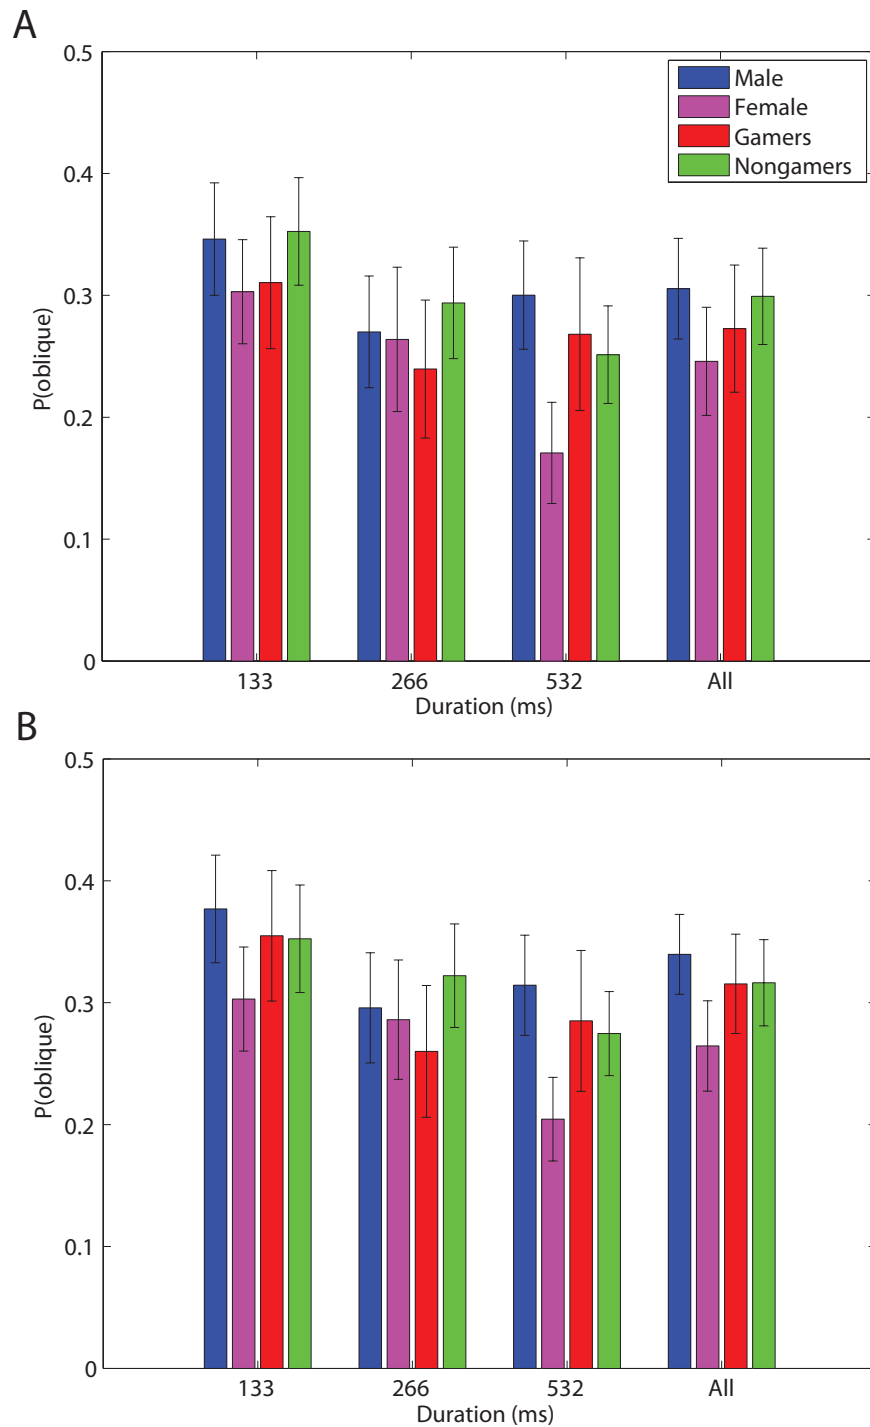 A
0.5
Male
Female
Gamers
Nongamers
0.4
0.3
P(oblique)
0.2
0.1
0
133 266 532 All
Duration (ms)
B
0.5
0.4
0.3
P(oblique)
0.2
0.1
0
133 266 532 All
Duration (ms)